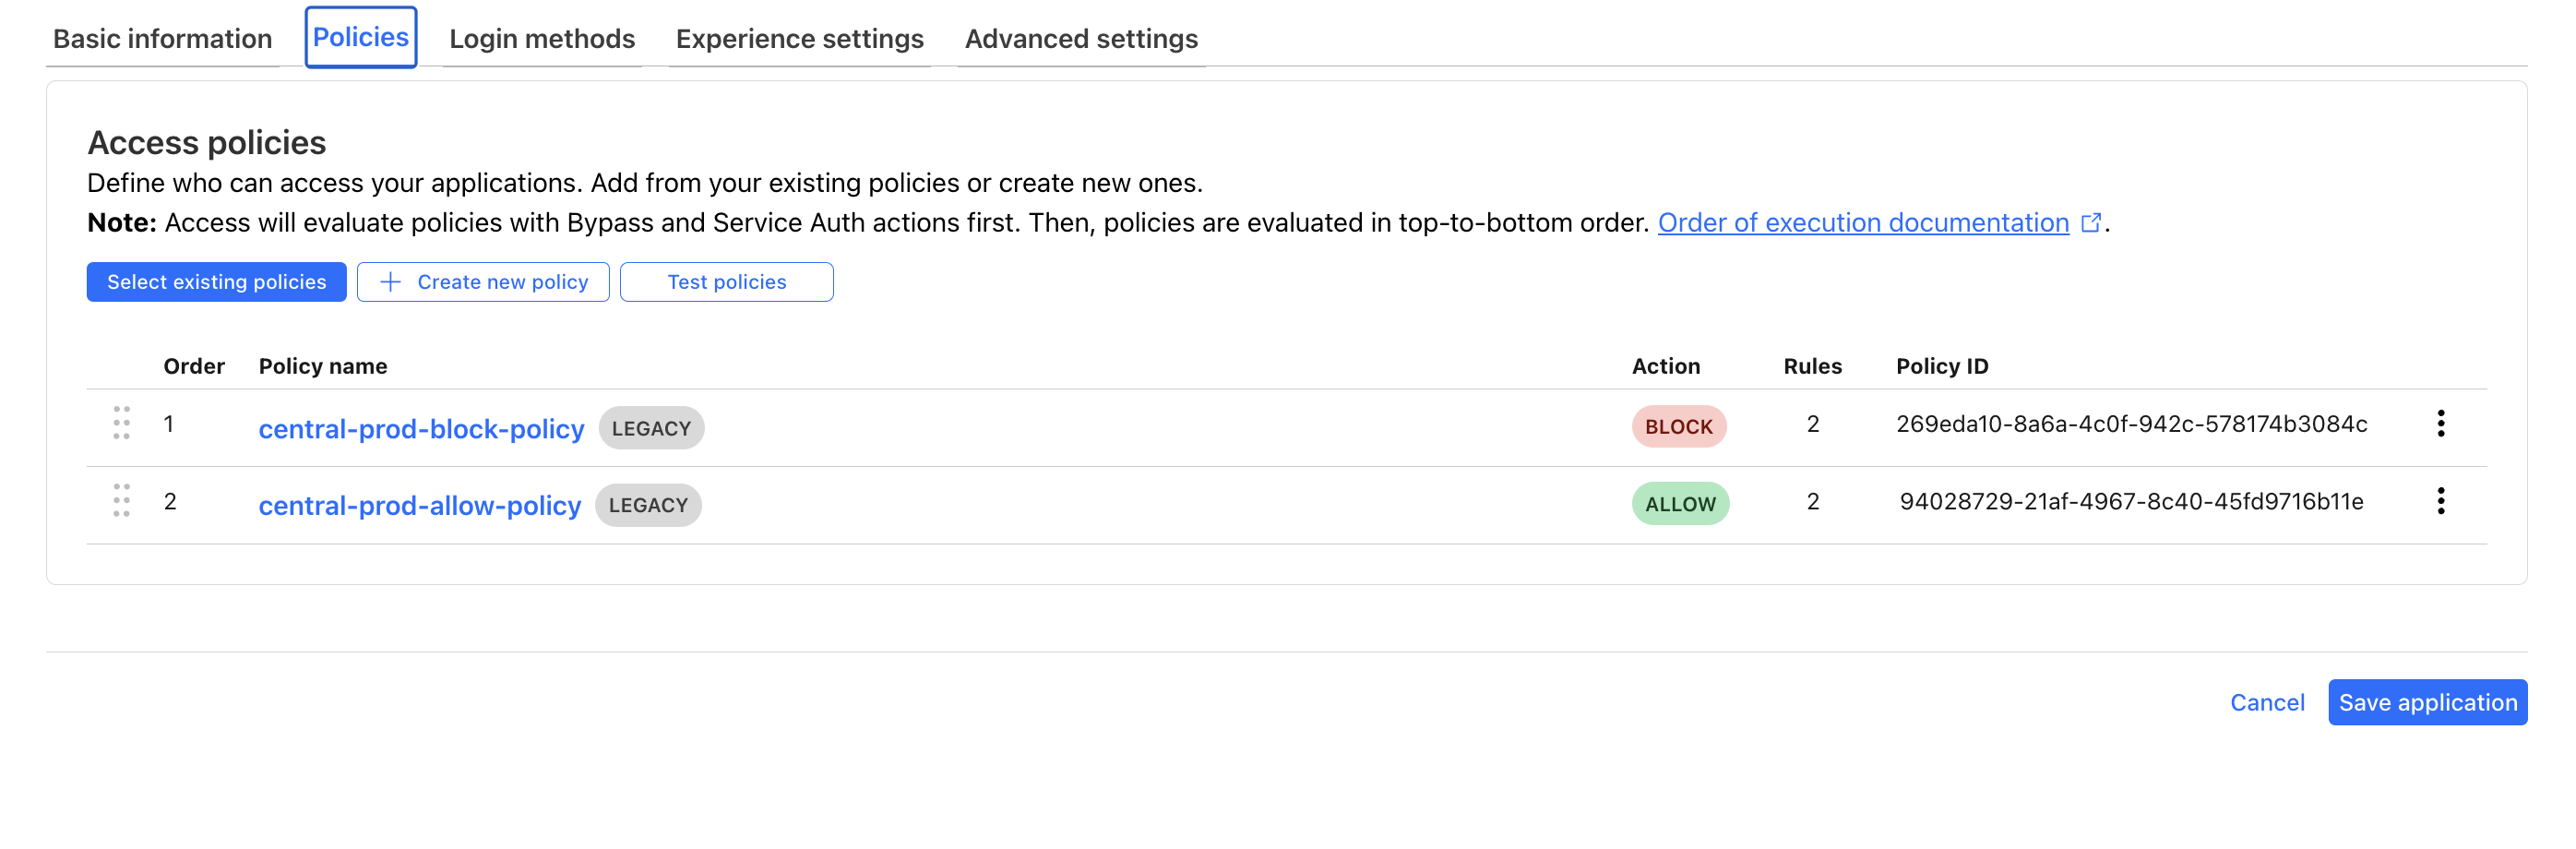 Basic information Policies Login methods Experience settings Advanced settings
Access policies
Define who can access your applications. Add from your existing policies or create new ones.
Note: Access will evaluate policies with Bypass and Service Auth actions first. Then, policies are evaluated in top-to-bottom order. Order of execution documentation .
Select existing policies + Create new policy Test policies
Order Policy name Action Rules Policy ID
1 central-prod-block-policy LEGACY BLOCK 2 269eda10-8a6a-4c0f-942c-578174b3084c
2 central-prod-allow-policy LEGACY ALLOW 2 94028729-21af-4967-8c40-45fd9716b11e
Cancel Save application